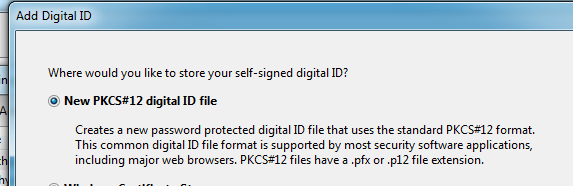 Add Digital ID
Where would you like to store your self-signed digital ID?
New PKCS#12 digital ID file
Creates a new password protected digital ID file that uses the standard PKCS#12 format.
This common digital ID file format is supported by most security software applications,
including major web browsers. PKCS#12 files have a .pfx or .p12 file extension.